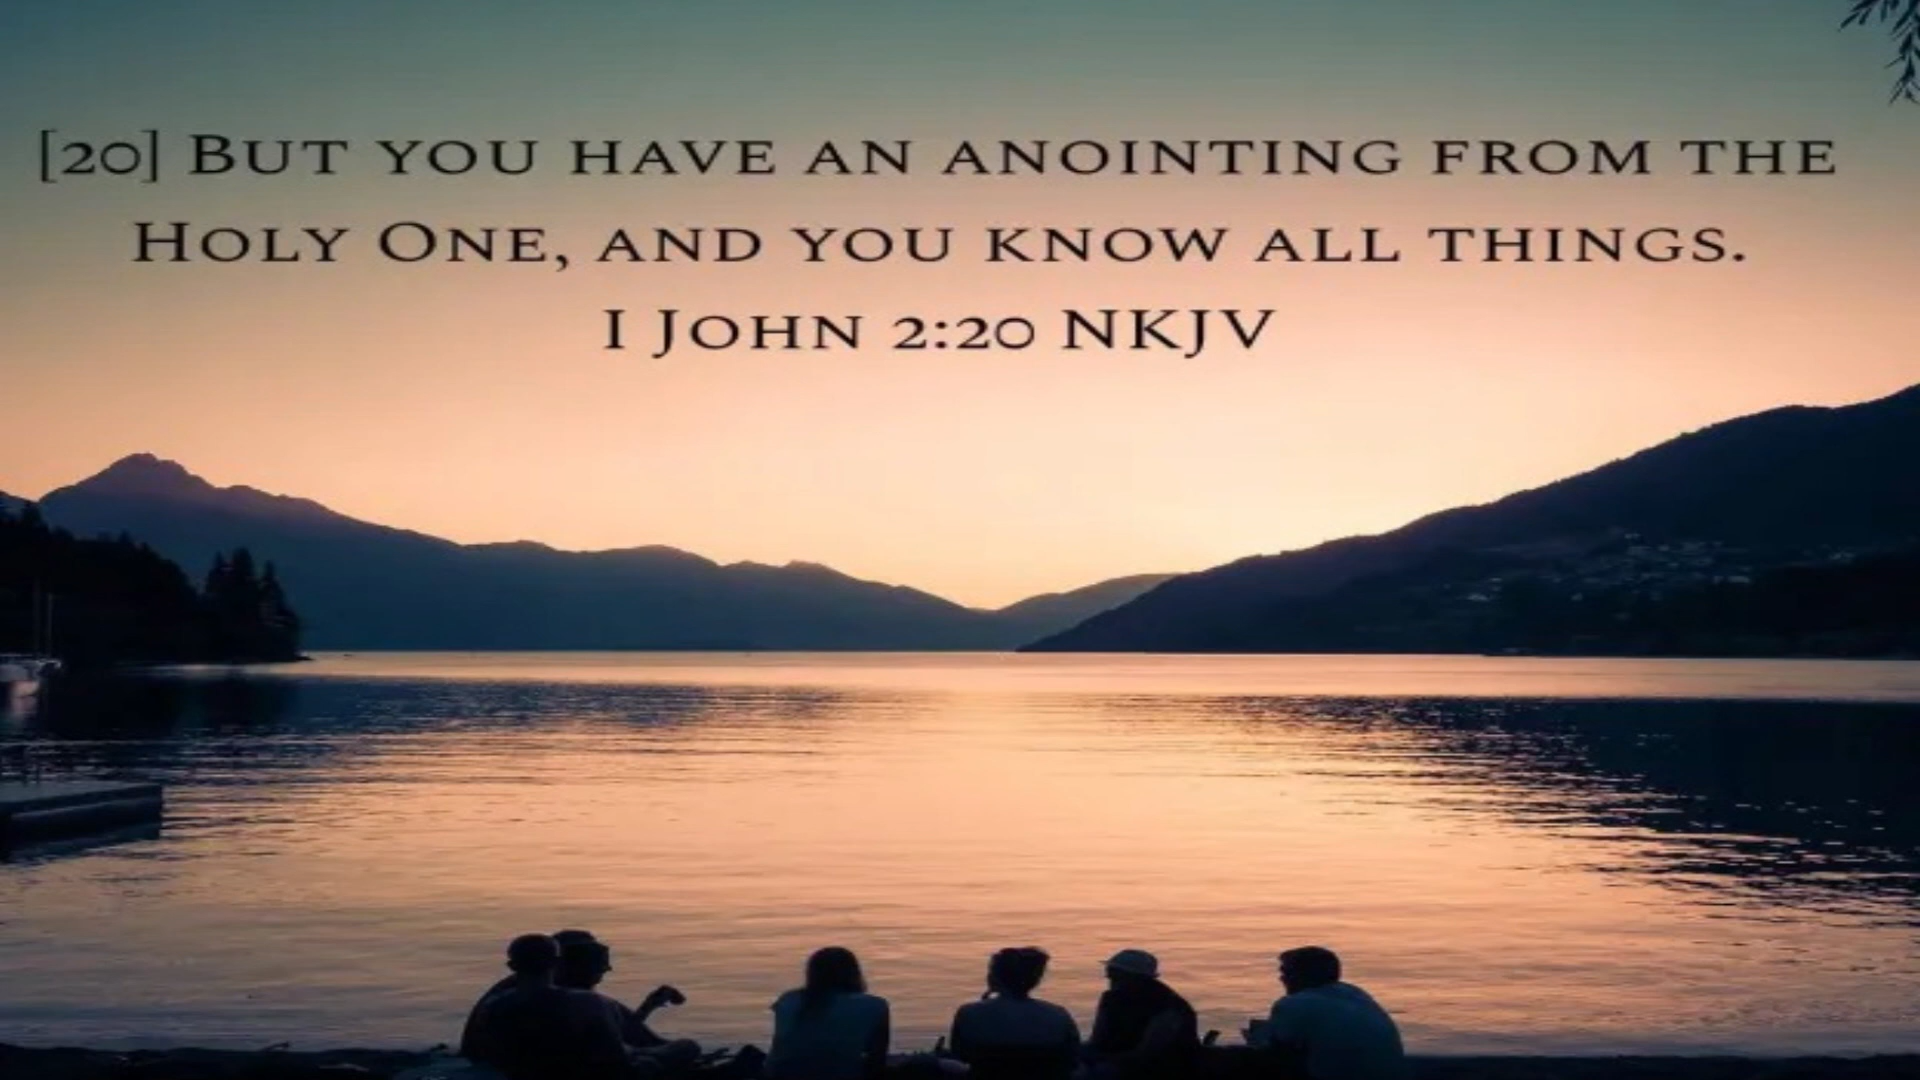 [20] But you have an anointing from the
Holy One, and you know all things.
I John 2:20 NKJV